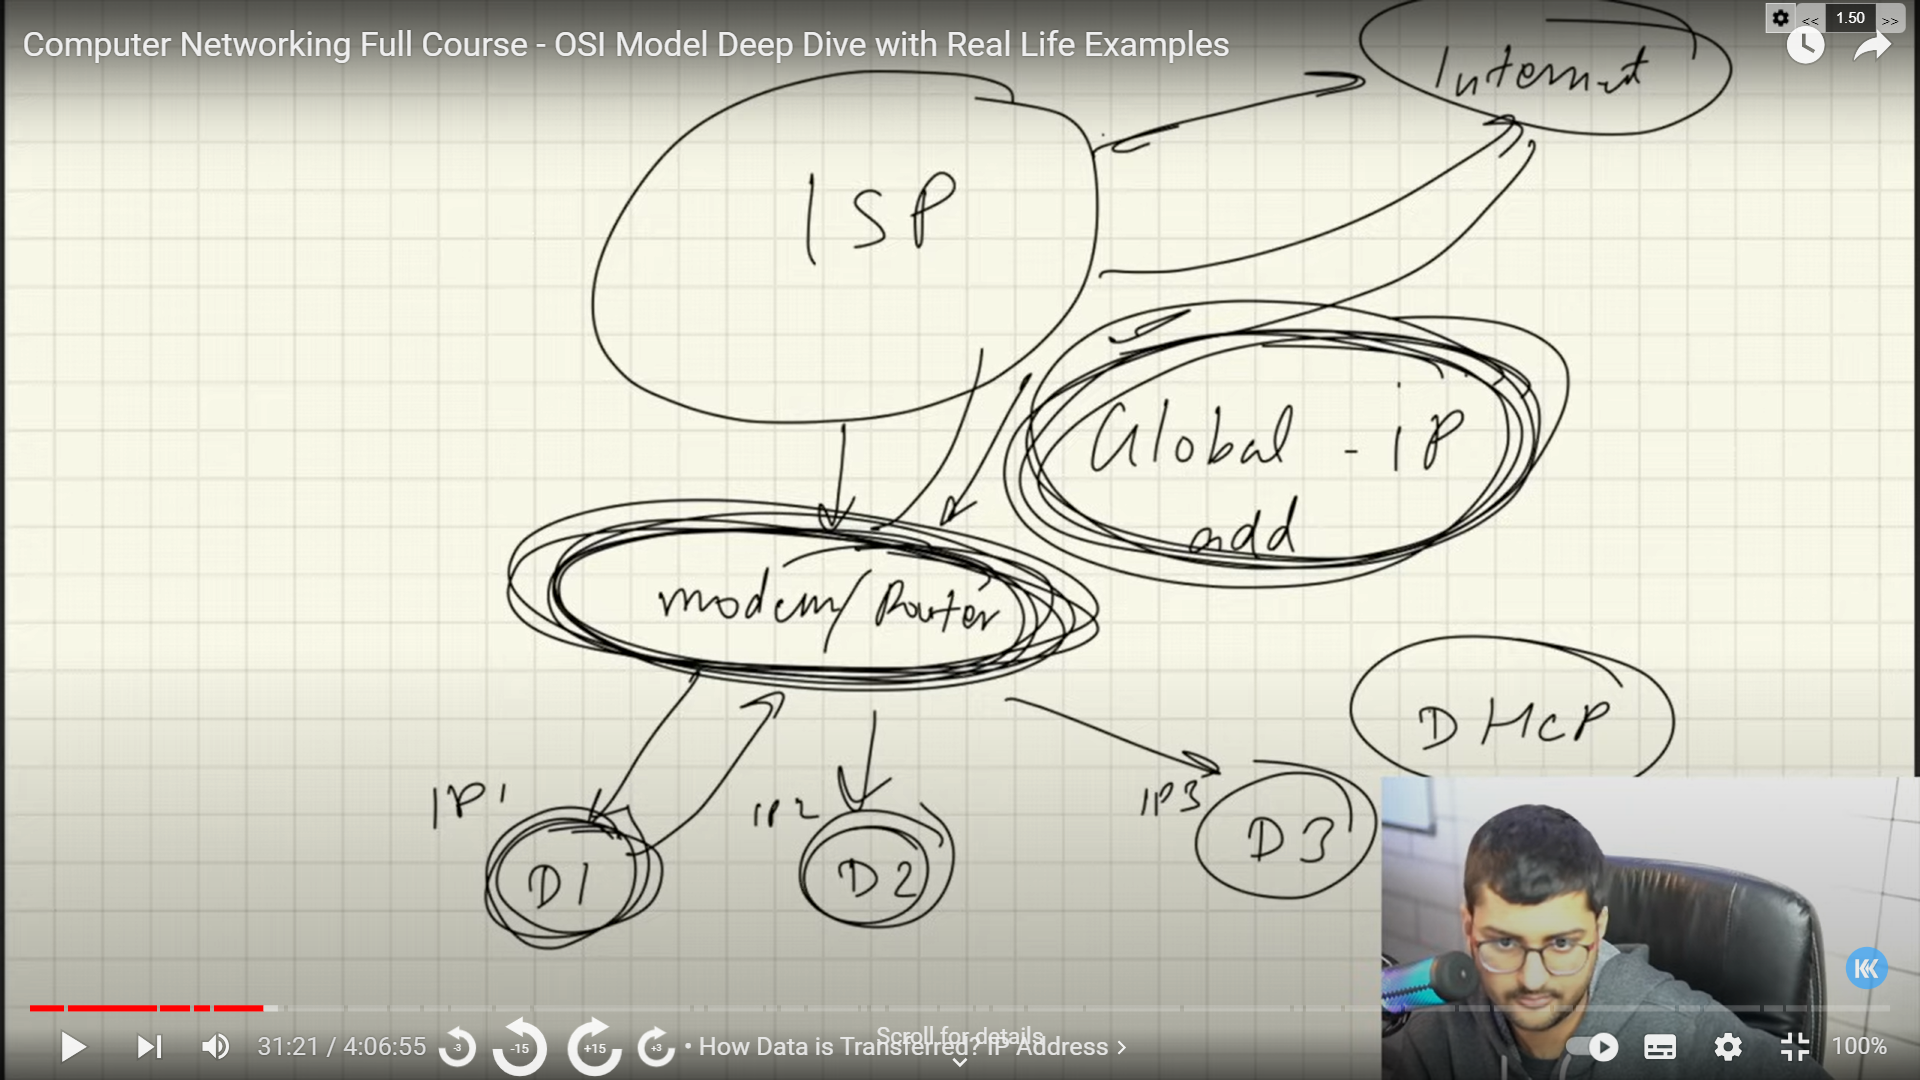 Computer Networking Full Course - OSI Model Deep Dive with Real Life Examples
<< 1.50 >>
Internet
ISP
Global - iP
add
modem/Router
DHCP
IP1
IP2
IP3
D1
D2
D3
31:21 / 4:06:55
-3
-15
+15
+3
• How Data is Transferred? IP Address >
Scroll for details
100%